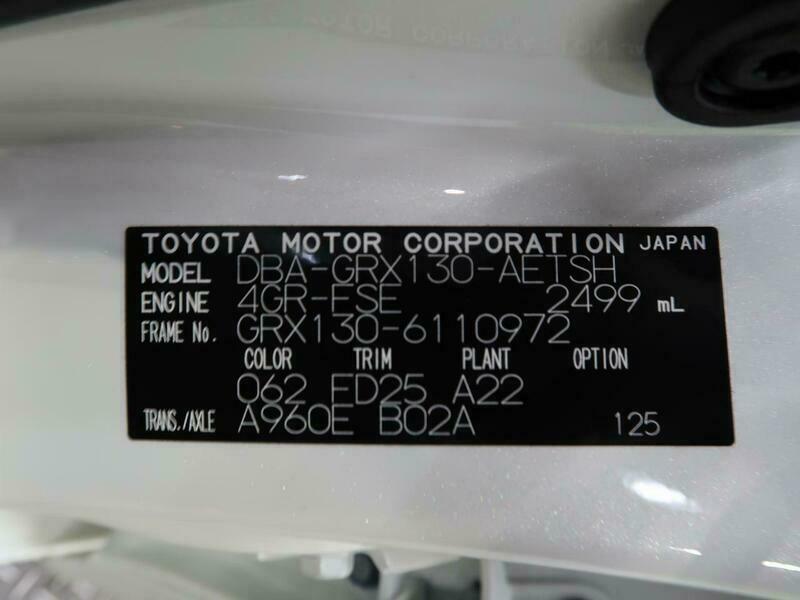 TOYOTA MOTOR CORPORATION JAPAN
MODEL DBA-GRX130-AETSH
ENGINE 4GR-FSE 2499 mL
FRAME No. GRX130-6110972
COLOR TRIM PLANT OPTION
062 FD25 A22
TRANS./AXLE A960E B02A 125